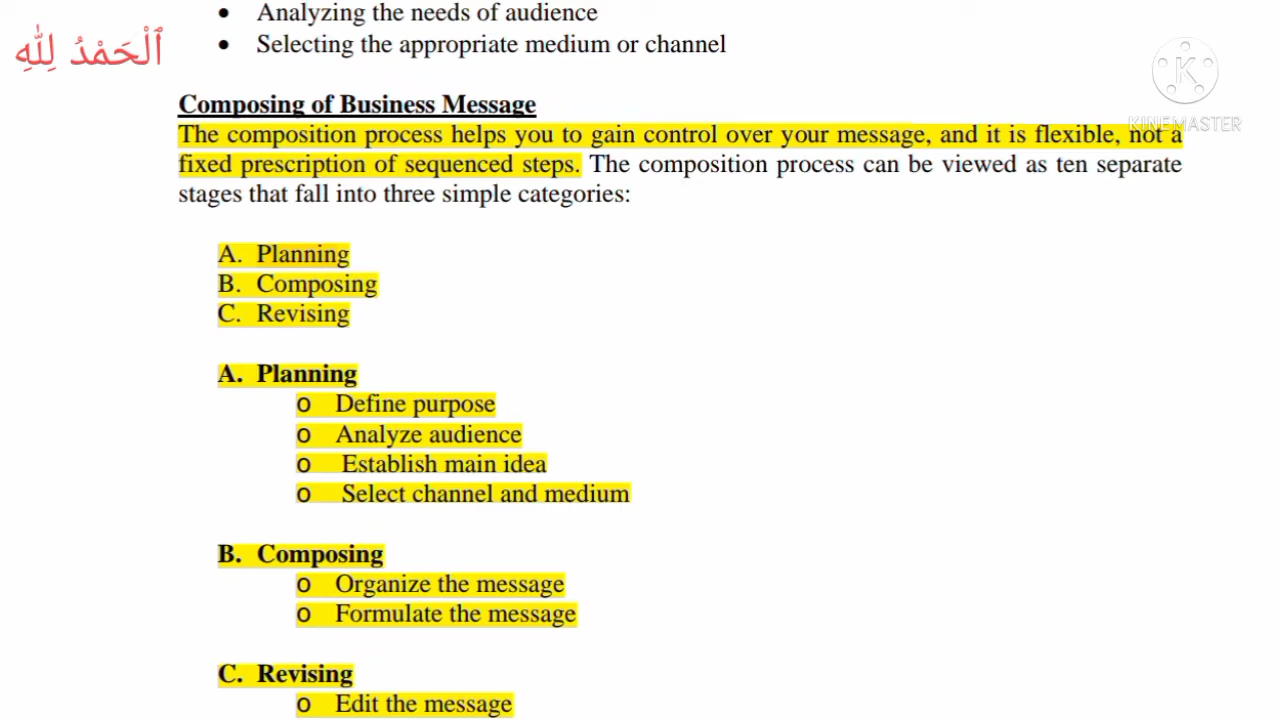 • Analyzing the needs of audience
• Selecting the appropriate medium or channel
ٱلْحَمْدُ لِلَّٰهِ
K
KINEMASTER
Composing of Business Message
The composition process helps you to gain control over your message, and it is flexible, not a
fixed prescription of sequenced steps. The composition process can be viewed as ten separate
stages that fall into three simple categories:
A. Planning
B. Composing
C. Revising
A. Planning
o Define purpose
o Analyze audience
o Establish main idea
o Select channel and medium
B. Composing
o Organize the message
o Formulate the message
C. Revising
o Edit the message